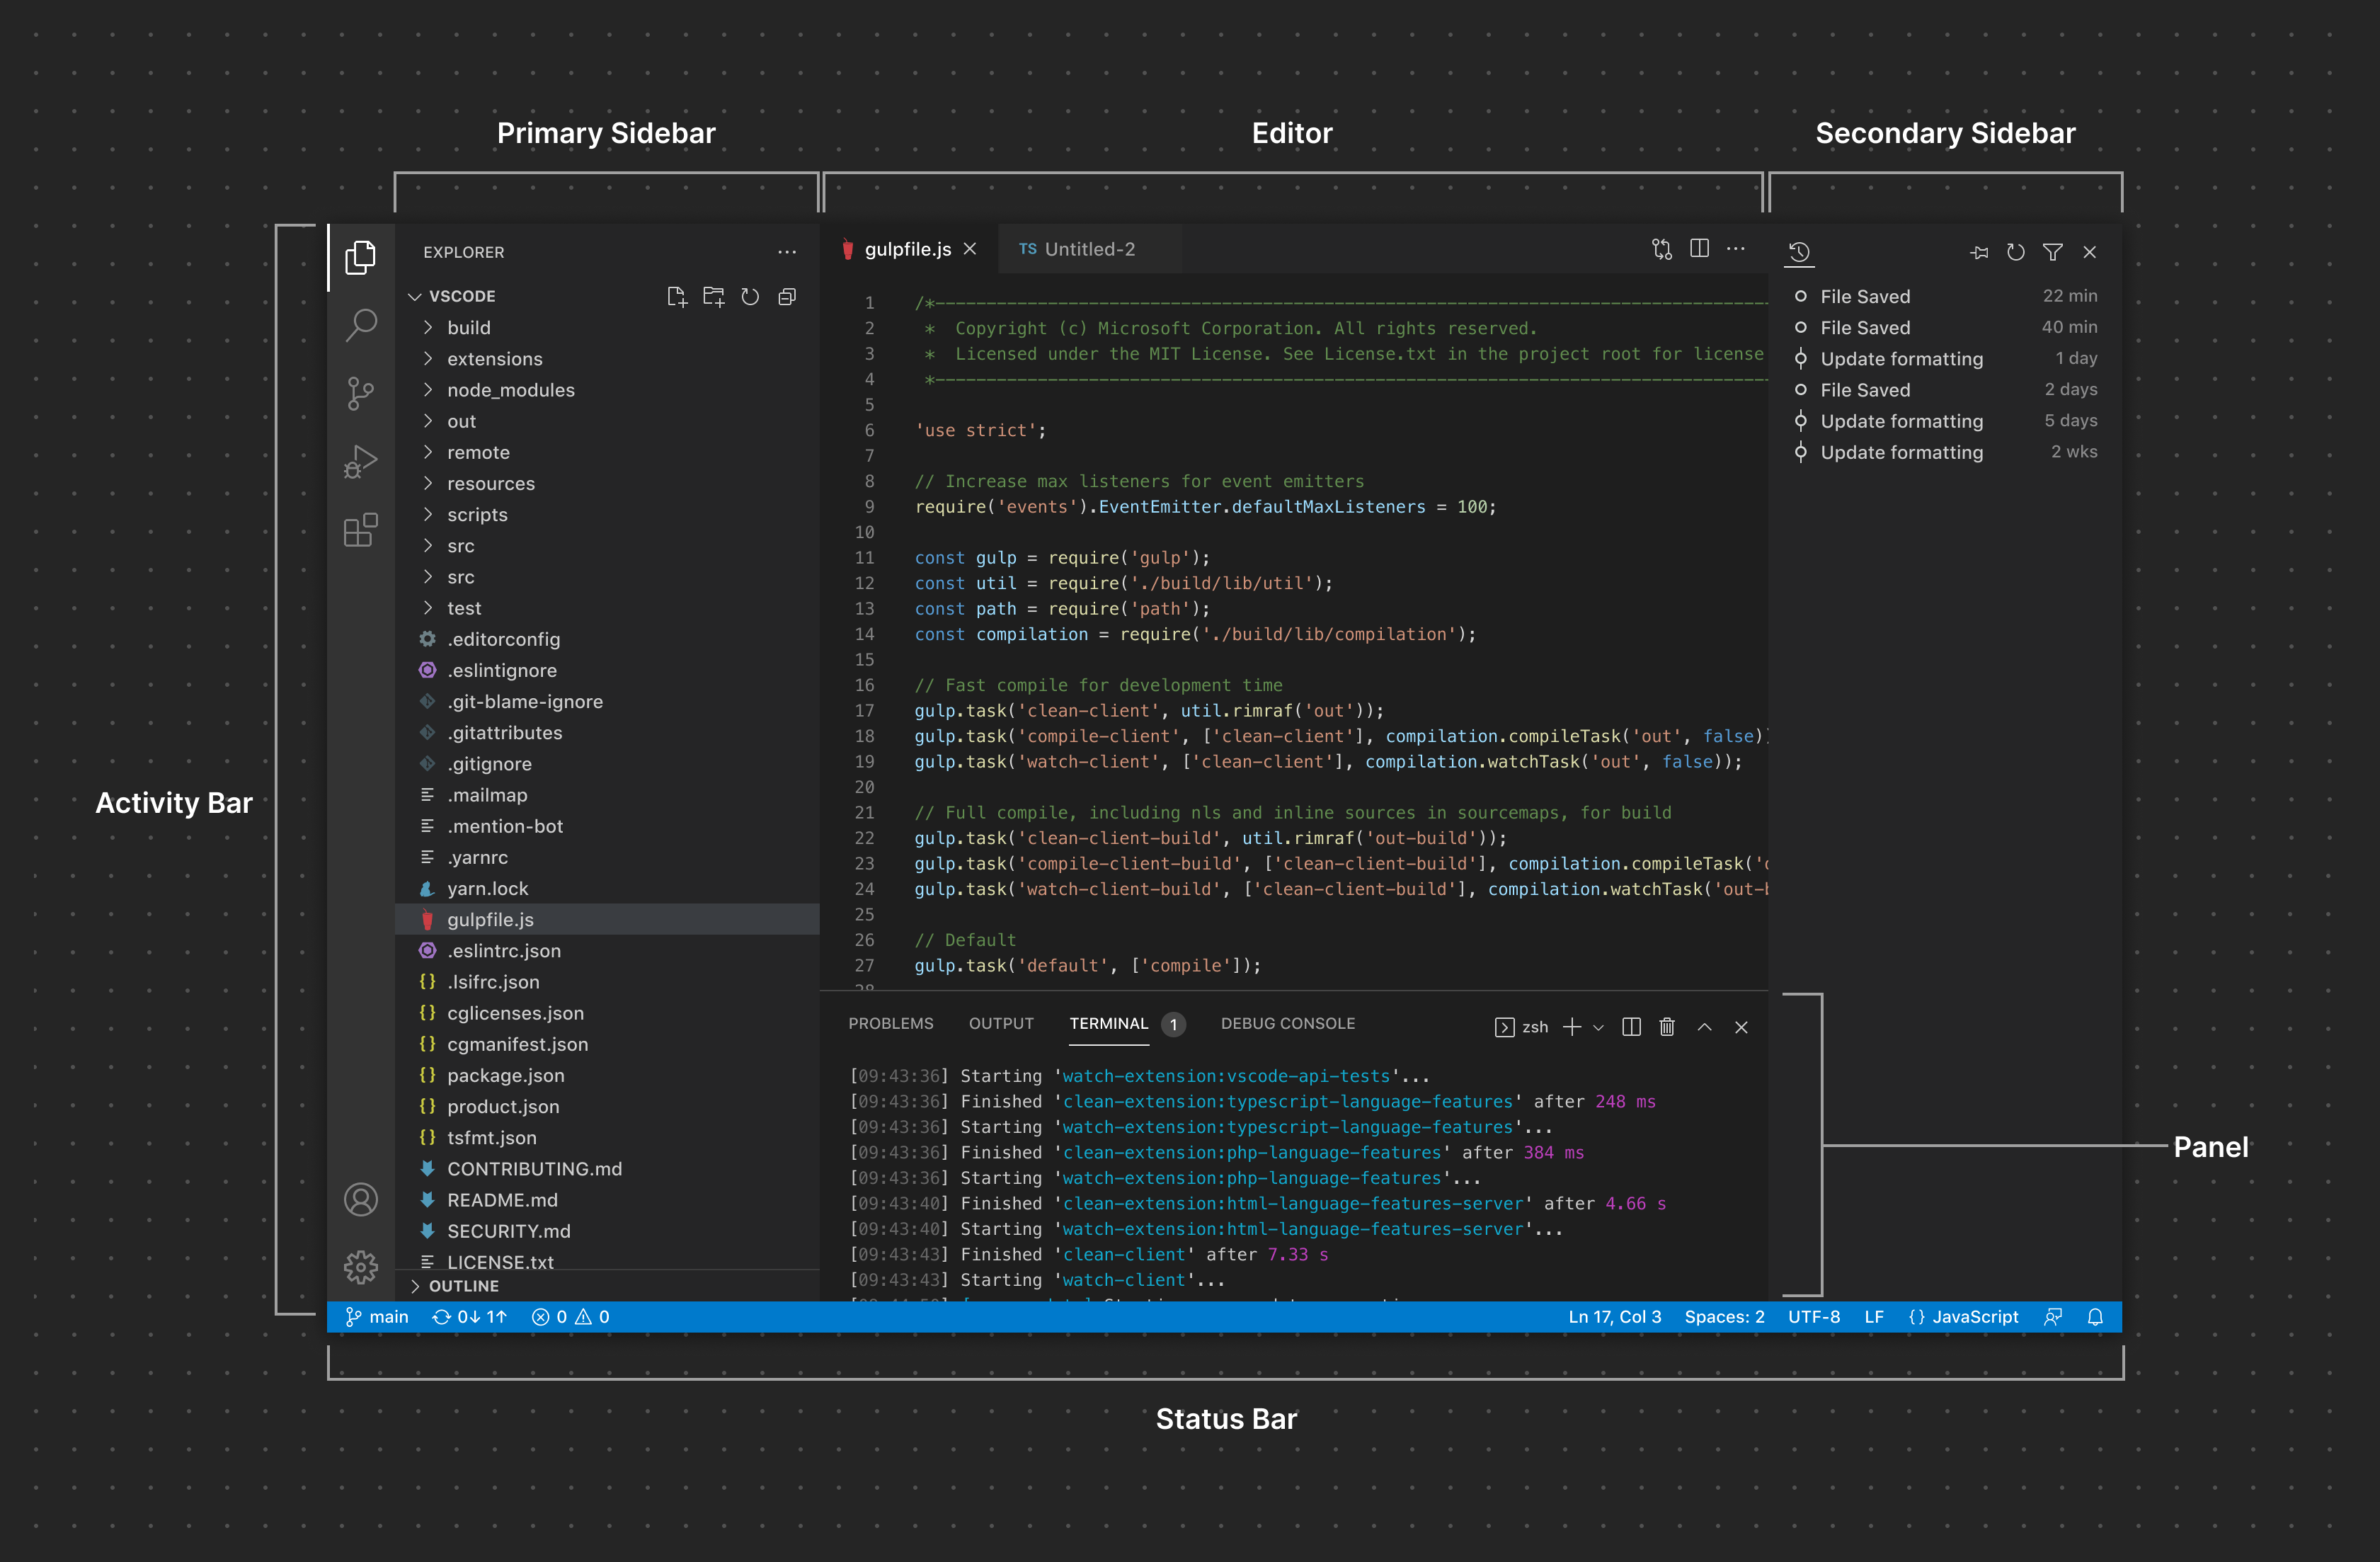 Primary Sidebar
Editor
Secondary Sidebar
Activity Bar
EXPLORER
VSCODE
build
extensions
node_modules
out
remote
resources
scripts
src
src
test
.editorconfig
.eslintignore
.git-blame-ignore
.gitattributes
.gitignore
.mailmap
.mention-bot
.yarnrc
yarn.lock
gulpfile.js
.eslintrc.json
.lsifrc.json
cglicenses.json
cgmanifest.json
package.json
product.json
tsfmt.json
CONTRIBUTING.md
README.md
SECURITY.md
LICENSE.txt
OUTLINE
gulpfile.js
TS Untitled-2
1 /*--------------------------------------------------------------------------------
2 * Copyright (c) Microsoft Corporation. All rights reserved.
3 * Licensed under the MIT License. See License.txt in the project root for license
4 *--------------------------------------------------------------------------------
5
6 'use strict';
7
8 // Increase max listeners for event emitters
9 require('events').EventEmitter.defaultMaxListeners = 100;
10
11 const gulp = require('gulp');
12 const util = require('./build/lib/util');
13 const path = require('path');
14 const compilation = require('./build/lib/compilation');
15
16 // Fast compile for development time
17 gulp.task('clean-client', util.rimraf('out'));
18 gulp.task('compile-client', ['clean-client'], compilation.compileTask('out', false))
19 gulp.task('watch-client', ['clean-client'], compilation.watchTask('out', false));
20
21 // Full compile, including nls and inline sources in sourcemaps, for build
22 gulp.task('clean-client-build', util.rimraf('out-build'));
23 gulp.task('compile-client-build', ['clean-client-build'], compilation.compileTask('
24 gulp.task('watch-client-build', ['clean-client-build'], compilation.watchTask('out-
25
26 // Default
27 gulp.task('default', ['compile']);
28
PROBLEMS OUTPUT TERMINAL 1 DEBUG CONSOLE
zsh
[09:43:36] Starting 'watch-extension:vscode-api-tests'...
[09:43:36] Finished 'clean-extension:typescript-language-features' after 248 ms
[09:43:36] Starting 'watch-extension:typescript-language-features'...
[09:43:36] Finished 'clean-extension:php-language-features' after 384 ms
[09:43:36] Starting 'watch-extension:php-language-features'...
[09:43:40] Finished 'clean-extension:html-language-features-server' after 4.66 s
[09:43:40] Starting 'watch-extension:html-language-features-server'...
[09:43:43] Finished 'clean-client' after 7.33 s
[09:43:43] Starting 'watch-client'...
File Saved 22 min
File Saved 40 min
Update formatting 1 day
File Saved 2 days
Update formatting 5 days
Update formatting 2 wks
Panel
main 0↓ 1↑ 0 0
Ln 17, Col 3 Spaces: 2 UTF-8 LF {} JavaScript
Status Bar